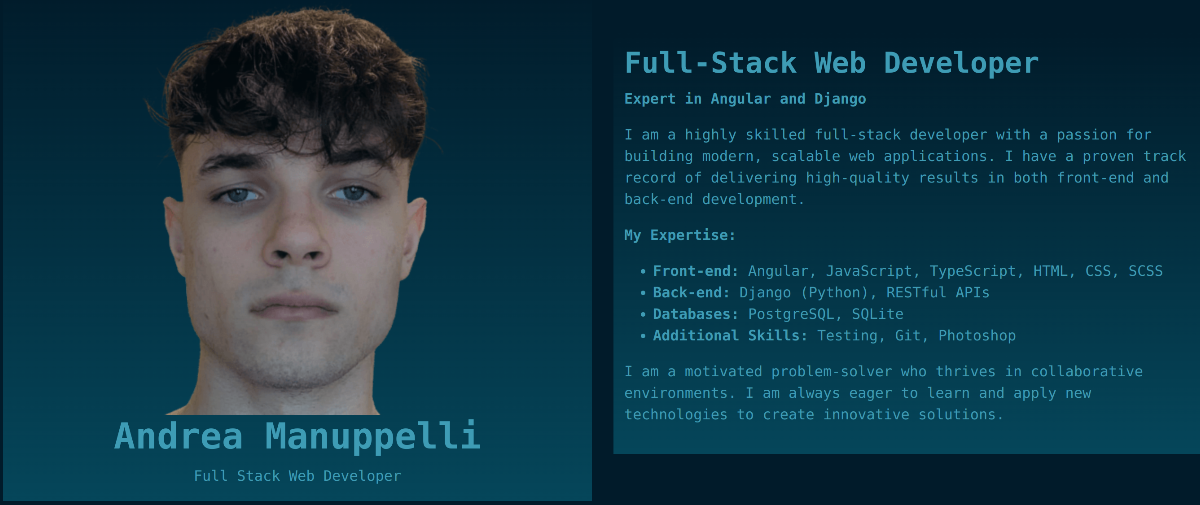 Andrea Manuppelli
Full Stack Web Developer
Full-Stack Web Developer
Expert in Angular and Django
I am a highly skilled full-stack developer with a passion for
building modern, scalable web applications. I have a proven track
record of delivering high-quality results in both front-end and
back-end development.
My Expertise:
• Front-end: Angular, JavaScript, TypeScript, HTML, CSS, SCSS
• Back-end: Django (Python), RESTful APIs
• Databases: PostgreSQL, SQLite
• Additional Skills: Testing, Git, Photoshop
I am a motivated problem-solver who thrives in collaborative
environments. I am always eager to learn and apply new
technologies to create innovative solutions.